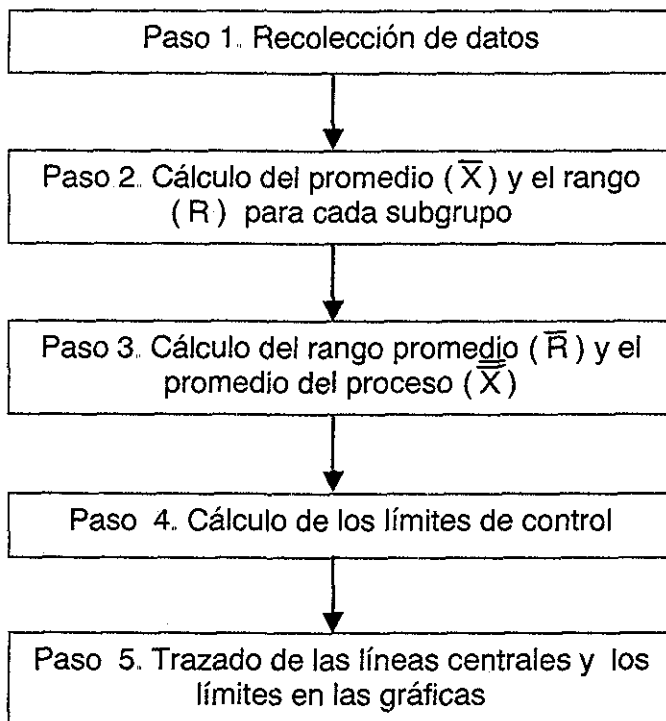 Paso 1. Recolección de datos
Paso 2. Cálculo del promedio ( X̅ ) y el rango
( R ) para cada subgrupo
Paso 3. Cálculo del rango promedio ( R̅ ) y el
promedio del proceso ( X̿ )
Paso 4. Cálculo de los límites de control
Paso 5. Trazado de las líneas centrales y los
límites en las gráficas